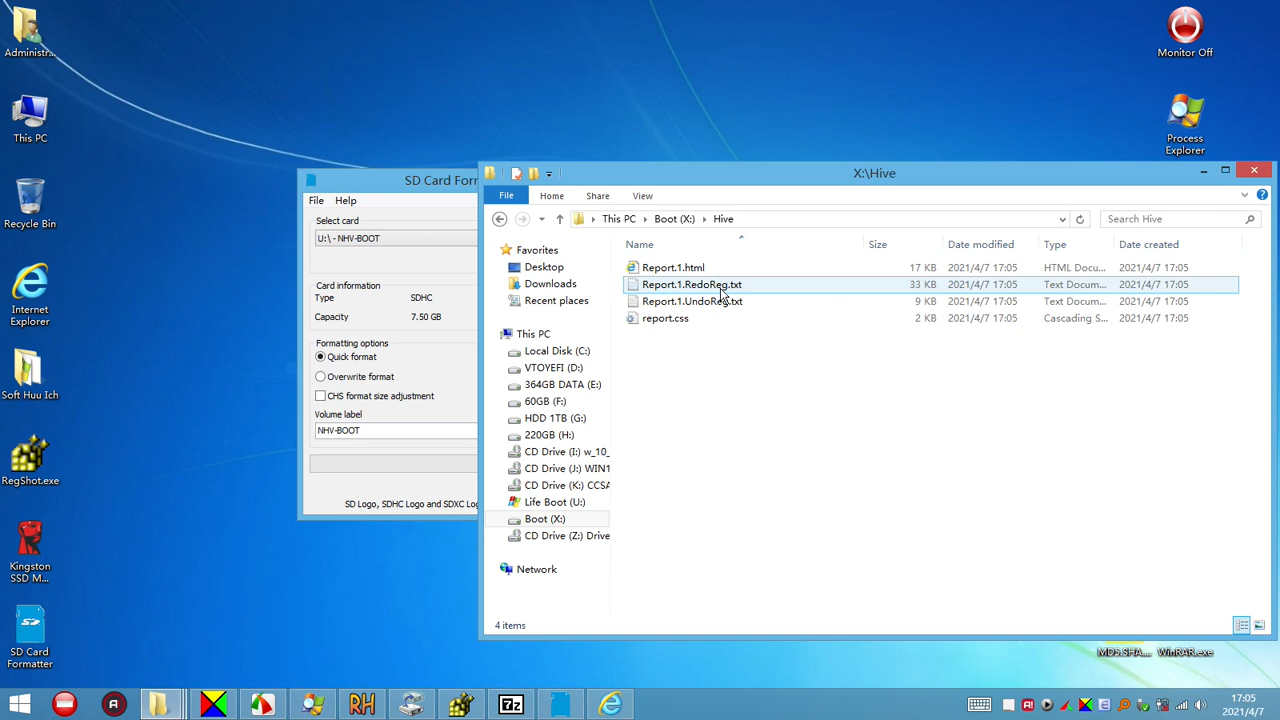 Administr...
This PC
Recycle Bin
Internet
Explorer
Soft Huu Ich
RegShot.exe
Kingston
SSD M...
SD Card
Formatter
Monitor Off
Process
Explorer
SD Card Form
File Help
Select card
U:\ - NHV-BOOT
Card information
Type SDHC
Capacity 7.50 GB
Formatting options
Quick format
Overwrite format
CHS format size adjustment
Volume label
NHV-BOOT
SD Logo, SDHC Logo and SDXC Log
X:\Hive
File Home Share View
This PC Boot (X:) Hive
Search Hive
Favorites
Desktop
Downloads
Recent places
This PC
Local Disk (C:)
VTOYEFI (D:)
364GB DATA (E:)
60GB (F:)
HDD 1TB (G:)
220GB (H:)
CD Drive (I:) w_10_
CD Drive (J:) WIN1
CD Drive (K:) CCSA
Life Boot (U:)
Boot (X:)
CD Drive (Z:) Drive
Network
Name Size Date modified Type Date created
Report.1.html 17 KB 2021/4/7 17:05 HTML Docu... 2021/4/7 17:05
Report.1.RedoReg.txt 33 KB 2021/4/7 17:05 Text Docum... 2021/4/7 17:05
Report.1.UndoReg.txt 9 KB 2021/4/7 17:05 Text Docum... 2021/4/7 17:05
report.css 2 KB 2021/4/7 17:05 Cascading S... 2021/4/7 17:05
4 items
MD5.SHA.... WinRAR.exe
RH
7z
17:05
2021/4/7